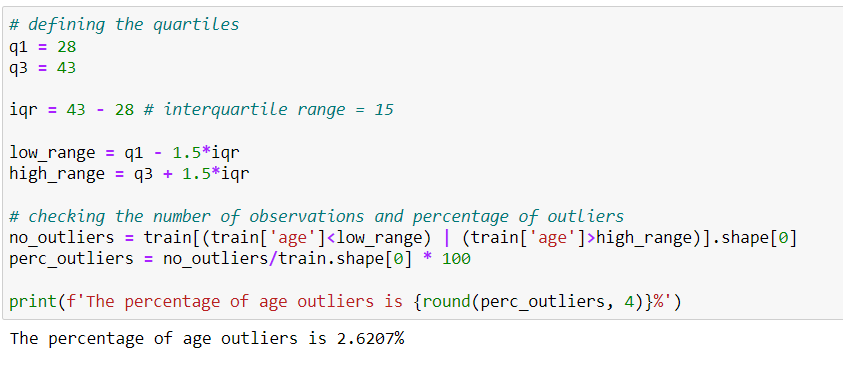 # defining the quartiles
q1 = 28
q3 = 43
iqr = 43 - 28 # interquartile range = 15
low_range = q1 - 1.5*iqr
high_range = q3 + 1.5*iqr
# checking the number of observations and percentage of outliers
no_outliers = train[(train['age']<low_range) | (train['age']>high_range)].shape[0]
perc_outliers = no_outliers/train.shape[0] * 100
print(f'The percentage of age outliers is {round(perc_outliers, 4)}%')
The percentage of age outliers is 2.6207%